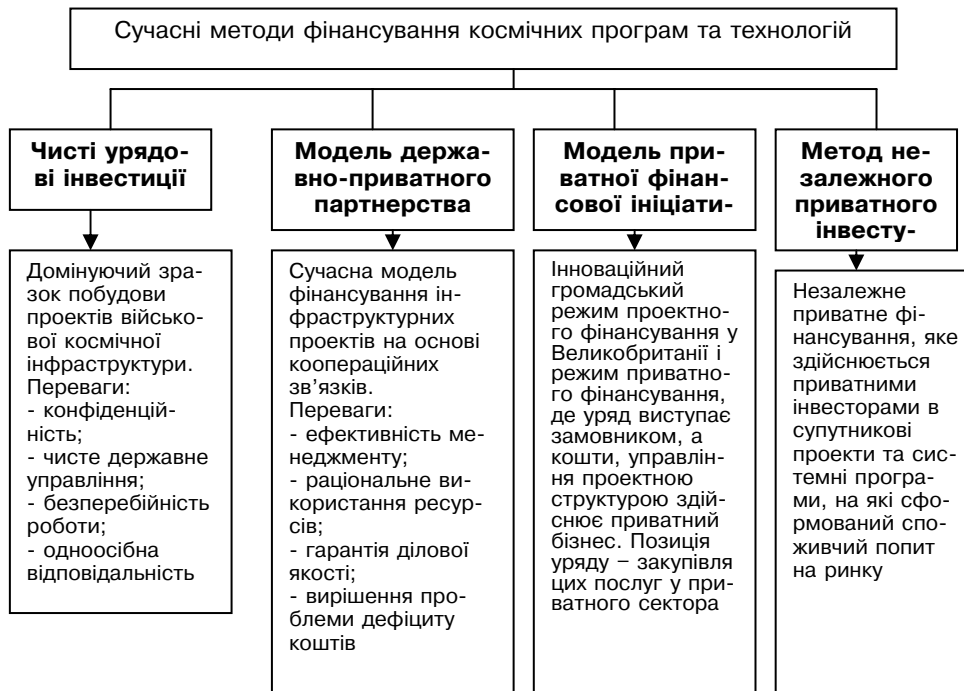 Сучасні методи фінансування космічних програм та технологій
Чисті урядо-
ві інвестиції
Домінуючий зра-
зок побудови
проектів військо-
вої космічної
інфраструктури.
Переваги:
- конфіденцій-
ність;
- чисте державне
управління;
- безперебійність
роботи;
- одноосібна
відповідальність
Модель держа-
вно-приватного
партнерства
Сучасна модель
фінансування ін-
фраструктурних
проектів на основі
коопераційних
зв’язків.
Переваги:
- ефективність ме-
неджменту;
- раціональне ви-
користання ресур-
сів;
- гарантія ділової
якості;
- вирішення про-
блеми дефіциту
коштів
Модель при-
ватної фінан-
сової ініціати-
Інноваційний
громадський
режим проектно-
го фінансування у
Великобританії і
режим приватно-
го фінансування,
де уряд виступає
замовником, а
кошти, управлін-
ня проектною
структурою здій-
снює приватний
бізнес. Позиція
уряду – закупівля
цих послуг у при-
ватного сектора
Метод не-
залежного
приватного
інвесту-
Незалежне
приватне фі-
нансування, яке
здійснюється
приватними
інвесторами в
супутникові
проекти та сис-
темні програ-
ми, на які сфо-
рмований спо-
живчий попит
на ринку